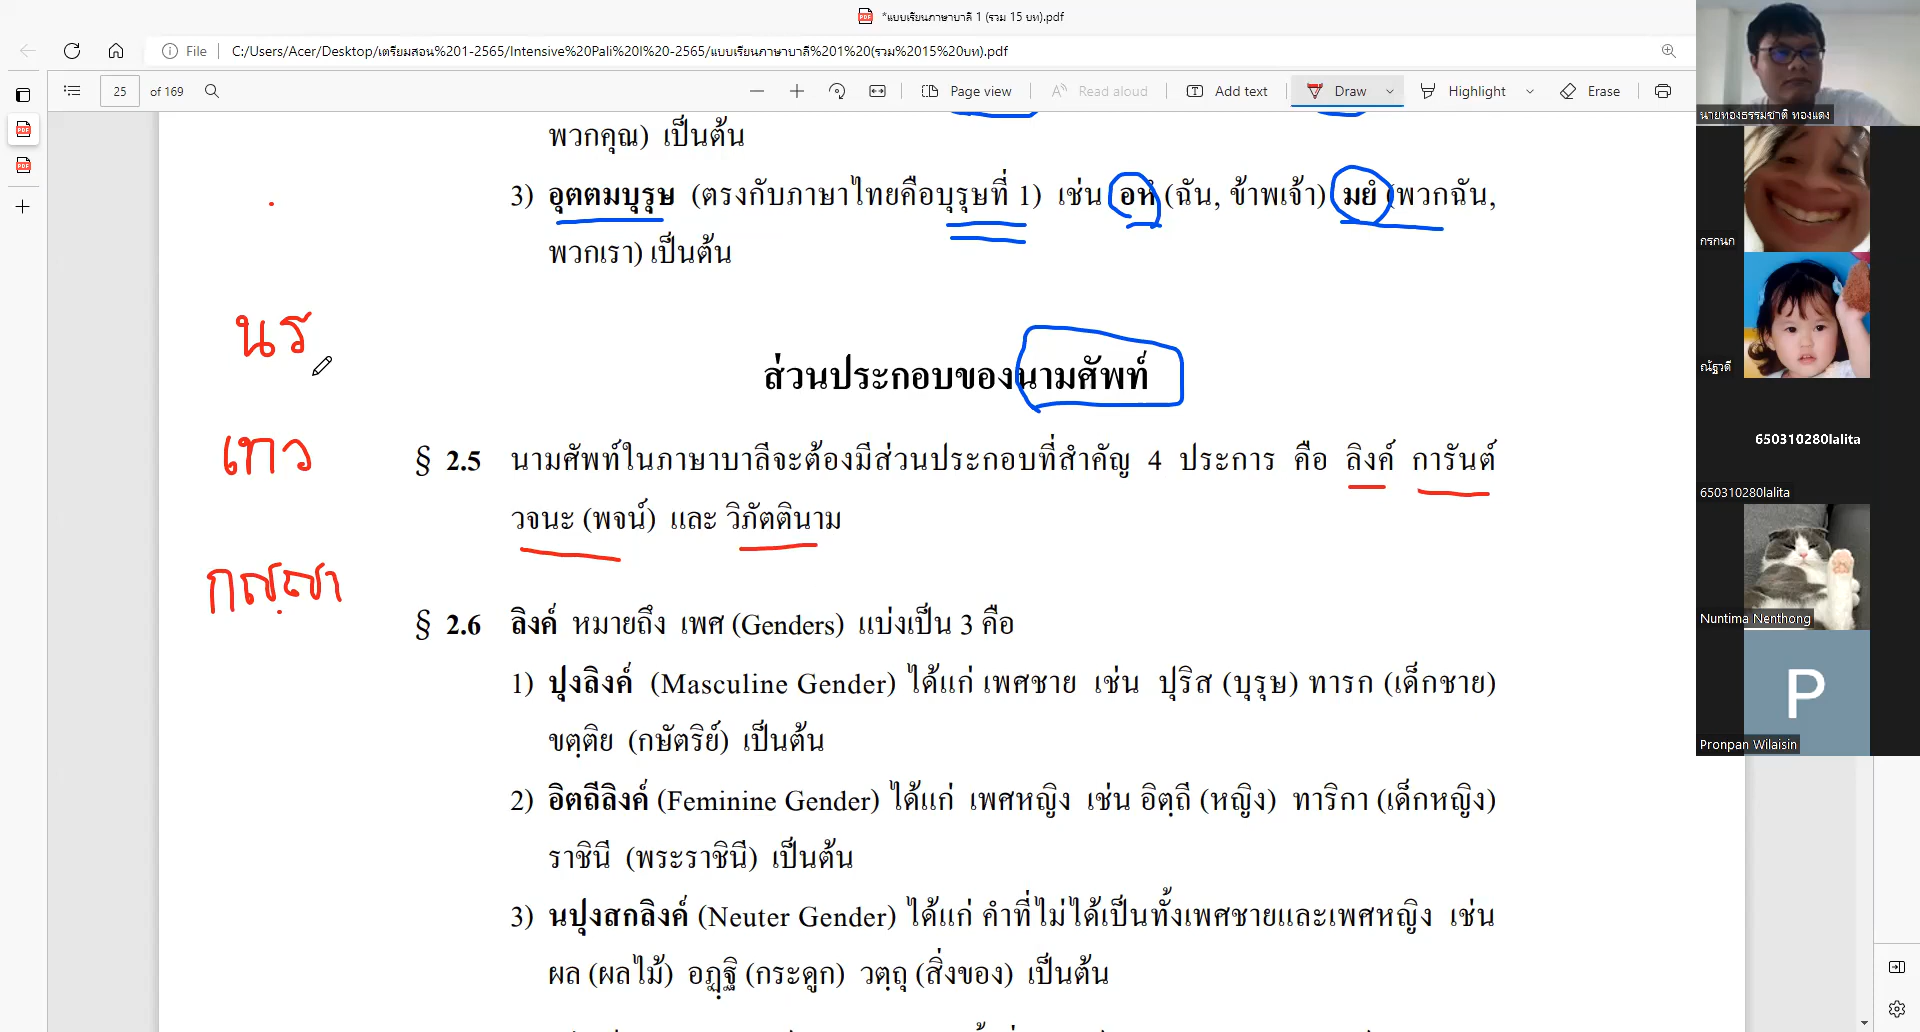 *แบบเรียนภาษาบาลี 1 (รวม 15 บท).pdf
File C:/Users/Acer/Desktop/เตรียมสอน%201-2565/Intensive%20Pali%20I%20-2565/แบบเรียนภาษาบาลี%201%20(รวม%2015%20บท).pdf
25 of 169 Page view Read aloud Add text Draw Highlight Erase
พวกคุณ) เป็นต้น
3) อุตตมบุรุษ (ตรงกับภาษาไทยคือบุรุษที่ 1) เช่น อหํ (ฉัน, ข้าพเจ้า) มยํ (พวกฉัน,
พวกเรา) เป็นต้น
นร
ส่วนประกอบของนามศัพท์
เทว
§ 2.5 นามศัพท์ในภาษาบาลีจะต้องมีส่วนประกอบที่สำคัญ 4 ประการ คือ ลิงค์ การันต์
วจนะ (พจน์) และ วิภัตตินาม
กญฺญา
§ 2.6 ลิงค์ หมายถึง เพศ (Genders) แบ่งเป็น 3 คือ
1) ปุงลิงค์ (Masculine Gender) ได้แก่ เพศชาย เช่น ปุริส (บุรุษ) ทารก (เด็กชาย)
ขตฺติย (กษัตริย์) เป็นต้น
2) อิตถีลิงค์ (Feminine Gender) ได้แก่ เพศหญิง เช่น อิตฺถี (หญิง) ทาริกา (เด็กหญิง)
ราชินี (พระราชินี) เป็นต้น
3) นปุงสกลิงค์ (Neuter Gender) ได้แก่ คำที่ไม่ได้เป็นทั้งเพศชายและเพศหญิง เช่น
ผล (ผลไม้) อฏฺฐิ (กระดูก) วตฺถุ (สิ่งของ) เป็นต้น
นายทองธรรมชาติ ทองแดง
กรกนก
ณัฐวดี
650310280lalita
650310280lalita
Nuntima Nenthong
P
Pronpan Wilaisin